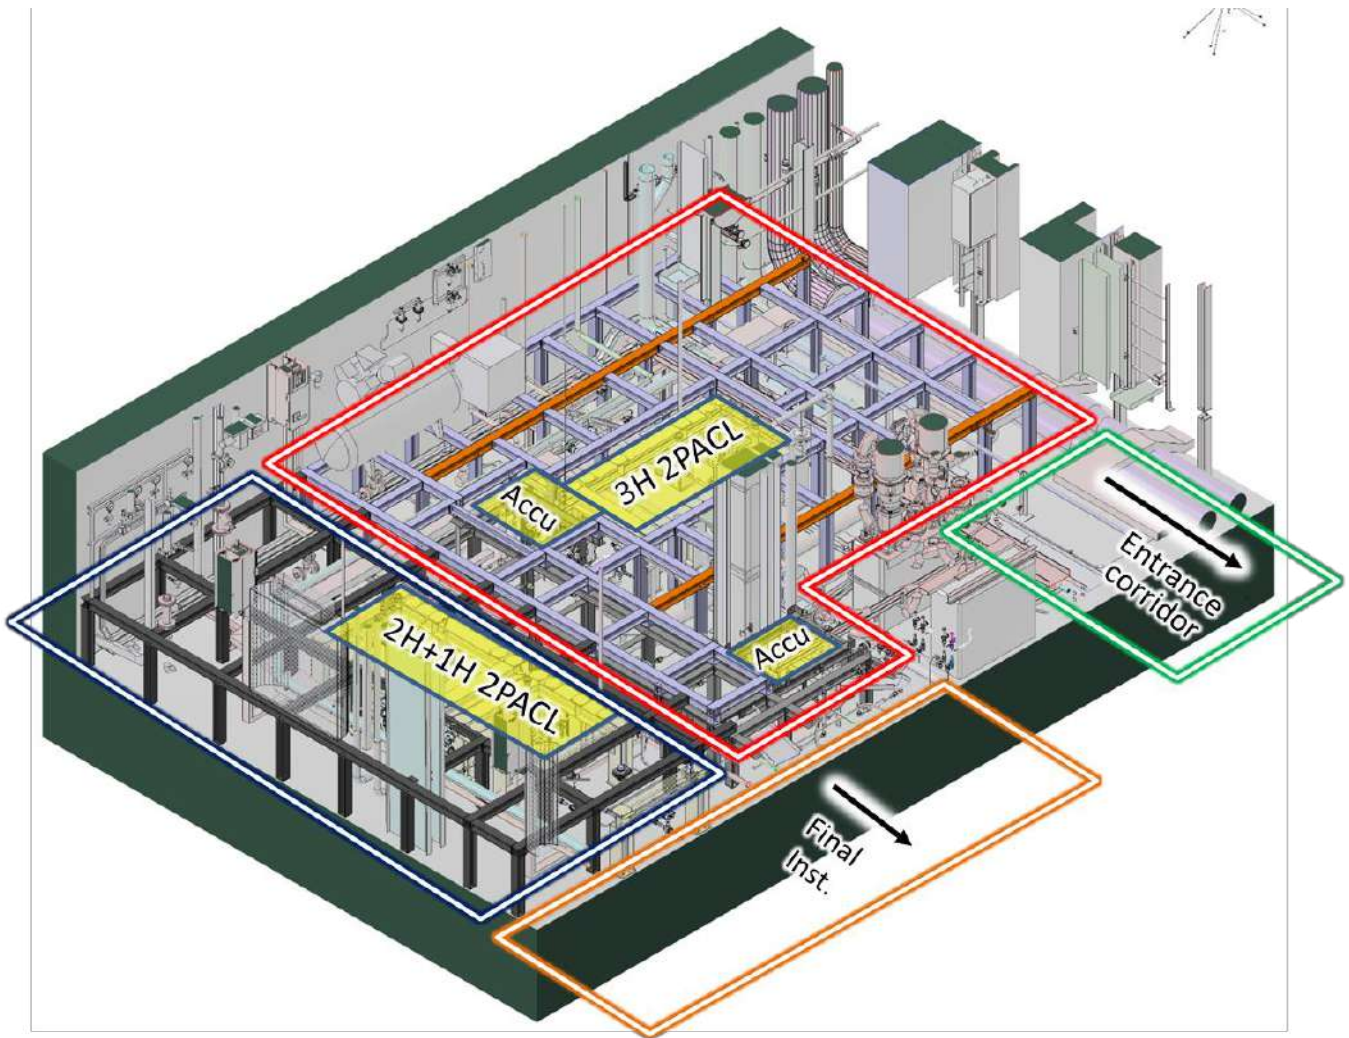 3H 2PACL
Accu
2H+1H 2PACL
Accu
Entrance
corridor
Final
Inst.